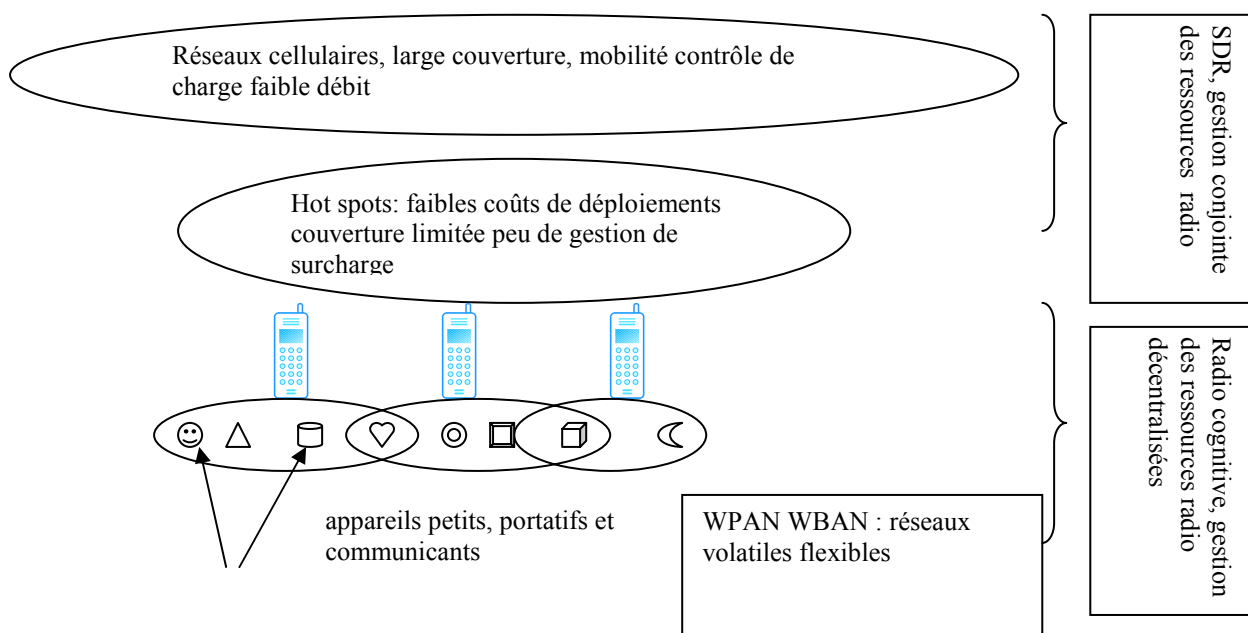 Réseaux cellulaires, large couverture, mobilité contrôle de
charge faible débit
SDR, gestion conjointe
des ressources radio
Hot spots: faibles coûts de déploiements
couverture limitée peu de gestion de
surcharge
Radio cognitive, gestion
des ressources radio
décentralisées
appareils petits, portatifs et
communicants
WPAN WBAN : réseaux
volatiles flexibles